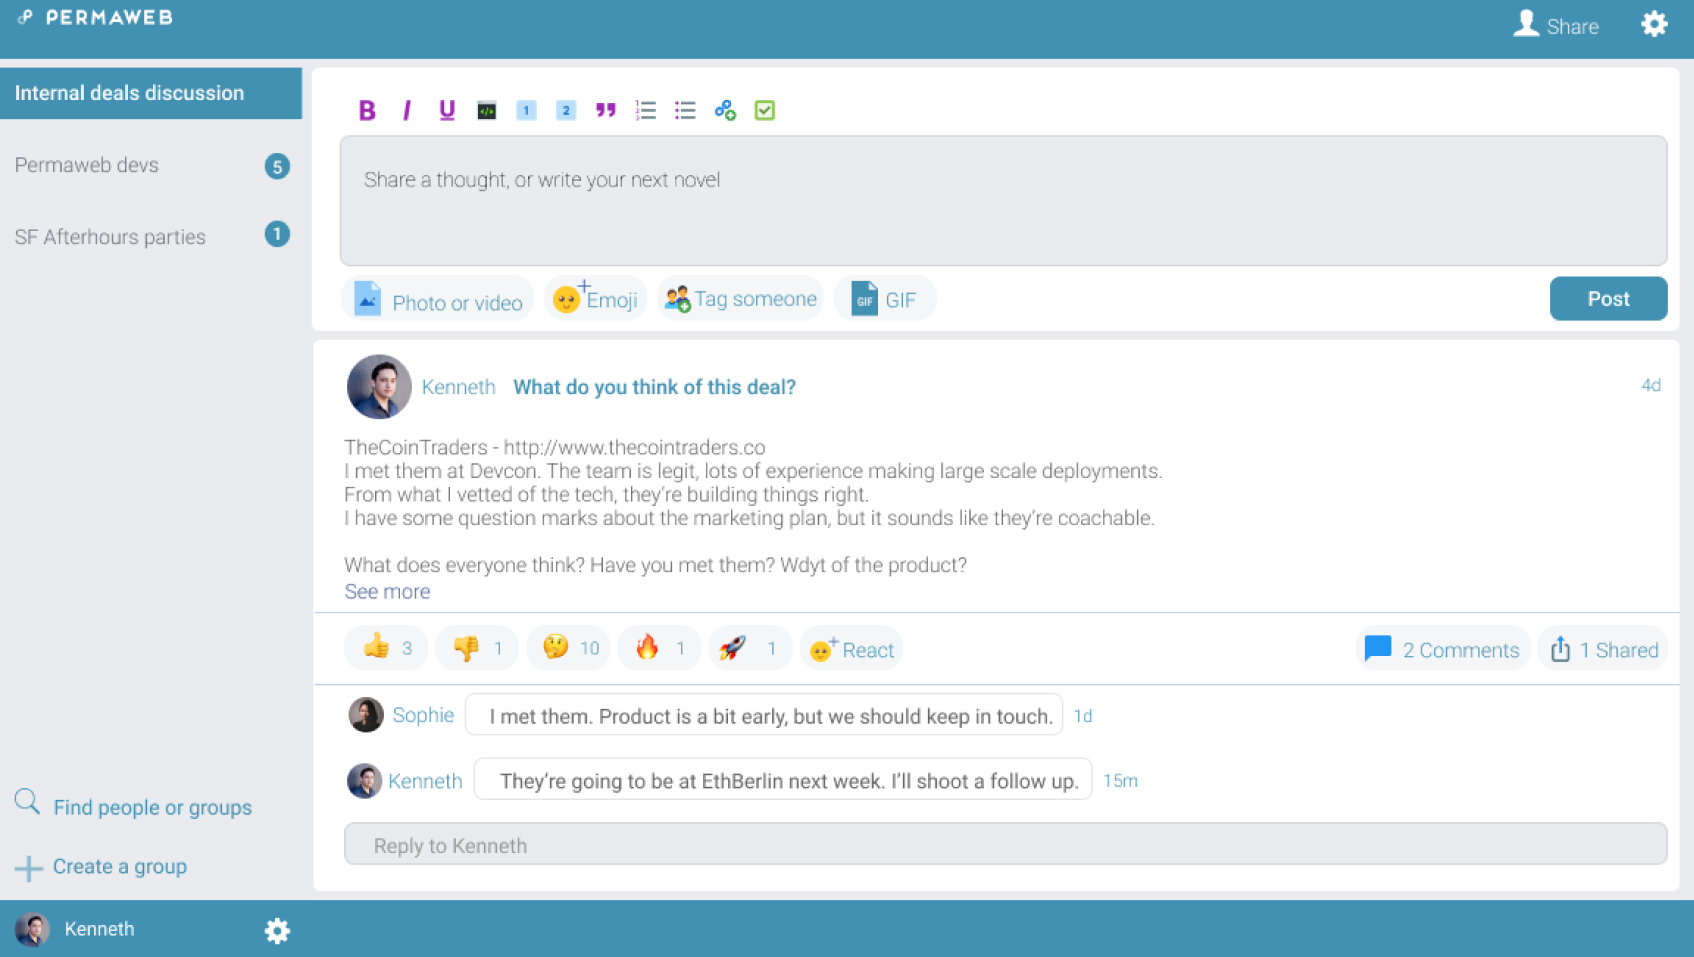 PERMAWEB
Share
Internal deals discussion
Permaweb devs 5
SF Afterhours parties 1
Find people or groups
Create a group
B I U </> 1 2
Share a thought, or write your next novel
Photo or video Emoji Tag someone GIF GIF Post
Kenneth What do you think of this deal? 4d
TheCoinTraders - http://www.thecointraders.co
I met them at Devcon. The team is legit, lots of experience making large scale deployments.
From what I vetted of the tech, they're building things right.
I have some question marks about the marketing plan, but it sounds like they're coachable.
What does everyone think? Have you met them? Wdyt of the product?
See more
3 1 10 1 1 React 2 Comments 1 Shared
Sophie I met them. Product is a bit early, but we should keep in touch. 1d
Kenneth They're going to be at EthBerlin next week. I'll shoot a follow up. 15m
Reply to Kenneth
Kenneth